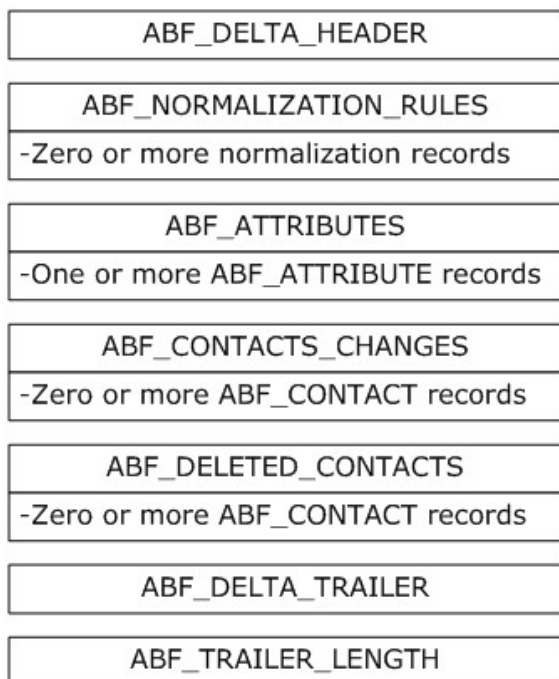 ABF_DELTA_HEADER
ABF_NORMALIZATION_RULES
-Zero or more normalization records
ABF_ATTRIBUTES
-One or more ABF_ATTRIBUTE records
ABF_CONTACTS_CHANGES
-Zero or more ABF_CONTACT records
ABF_DELETED_CONTACTS
-Zero or more ABF_CONTACT records
ABF_DELTA_TRAILER
ABF_TRAILER_LENGTH